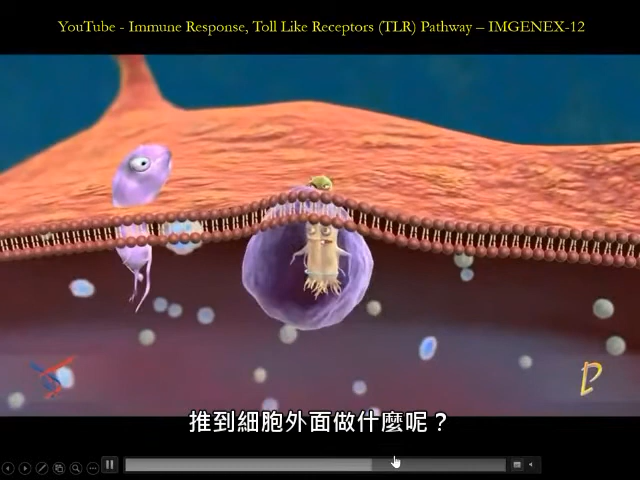 YouTube - Immune Response, Toll Like Receptors (TLR) Pathway – IMGENEX-12
推到細胞外面做什麼呢？